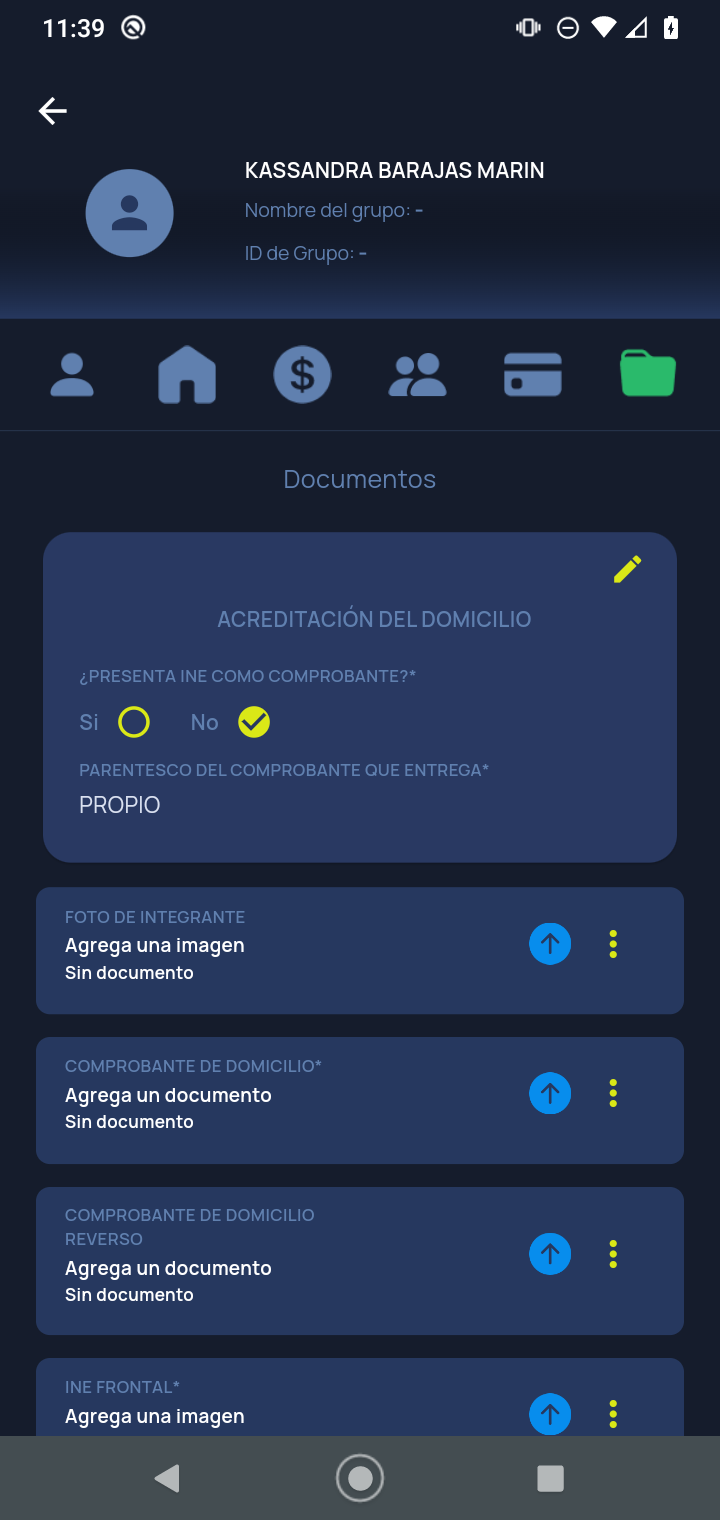 11:39
KASSANDRA BARAJAS MARIN
Nombre del grupo: -
ID de Grupo: -
$
Documentos
ACREDITACIÓN DEL DOMICILIO
¿PRESENTA INE COMO COMPROBANTE?*
Si No
PARENTESCO DEL COMPROBANTE QUE ENTREGA*
PROPIO
FOTO DE INTEGRANTE
Agrega una imagen
Sin documento
COMPROBANTE DE DOMICILIO*
Agrega un documento
Sin documento
COMPROBANTE DE DOMICILIO
REVERSO
Agrega un documento
Sin documento
INE FRONTAL*
Agrega una imagen